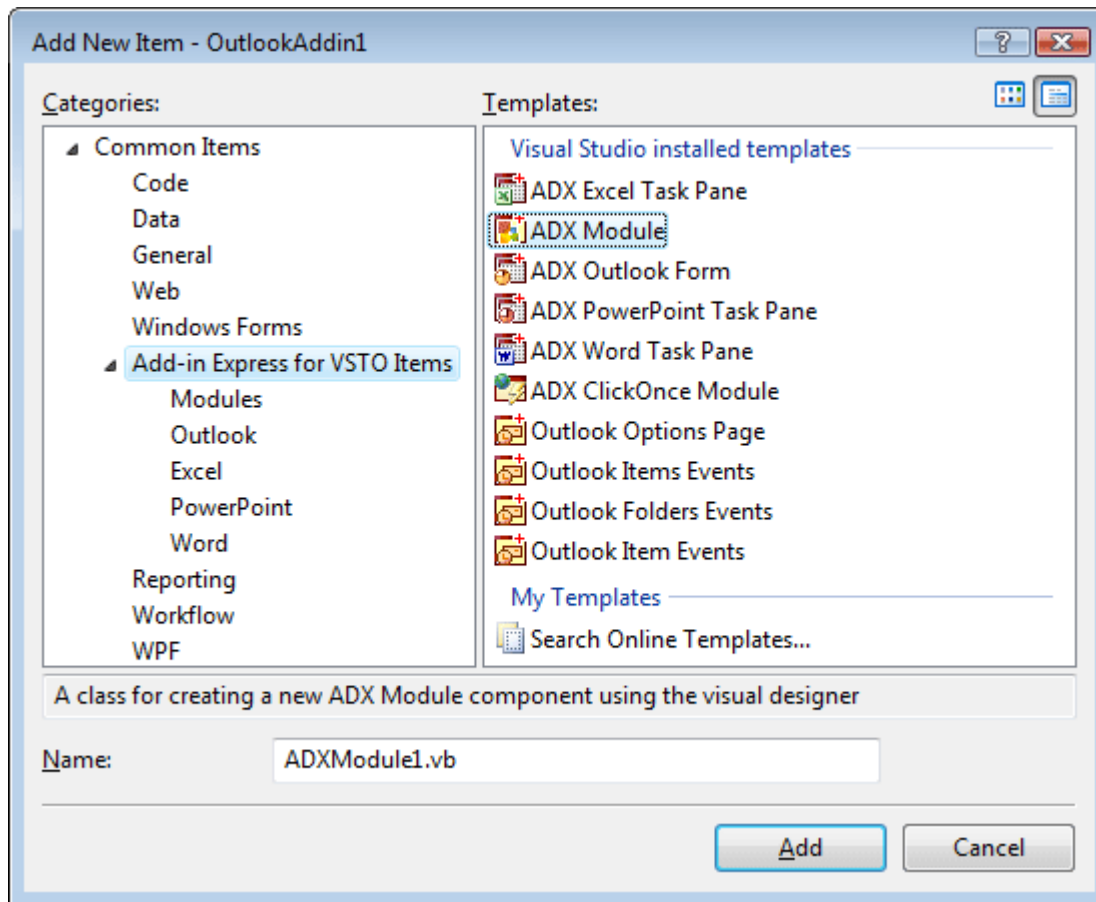 Add New Item - OutlookAddin1
Categories:
Templates:
Common Items
Code
Data
General
Web
Windows Forms
Add-in Express for VSTO Items
Modules
Outlook
Excel
PowerPoint
Word
Reporting
Workflow
WPF
Visual Studio installed templates
ADX Excel Task Pane
ADX Module
ADX Outlook Form
ADX PowerPoint Task Pane
ADX Word Task Pane
ADX ClickOnce Module
Outlook Options Page
Outlook Items Events
Outlook Folders Events
Outlook Item Events
My Templates
Search Online Templates...
A class for creating a new ADX Module component using the visual designer
Name:
ADXModule1.vb
Add
Cancel